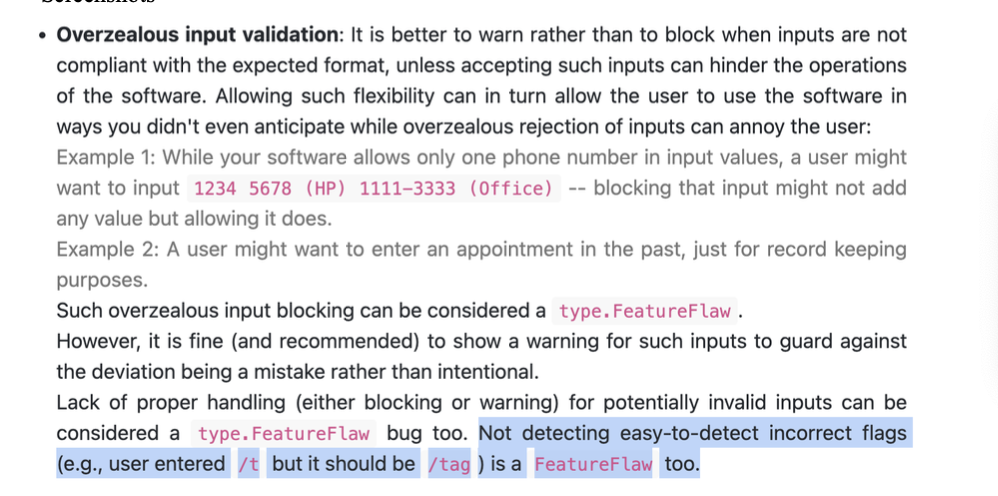 Screenshots
• Overzealous input validation: It is better to warn rather than to block when inputs are not
compliant with the expected format, unless accepting such inputs can hinder the operations
of the software. Allowing such flexibility can in turn allow the user to use the software in
ways you didn't even anticipate while overzealous rejection of inputs can annoy the user:
Example 1: While your software allows only one phone number in input values, a user might
want to input 1234 5678 (HP) 1111-3333 (Office) -- blocking that input might not add
any value but allowing it does.
Example 2: A user might want to enter an appointment in the past, just for record keeping
purposes.
Such overzealous input blocking can be considered a type.FeatureFlaw.
However, it is fine (and recommended) to show a warning for such inputs to guard against
the deviation being a mistake rather than intentional.
Lack of proper handling (either blocking or warning) for potentially invalid inputs can be
considered a type.FeatureFlaw bug too. Not detecting easy-to-detect incorrect flags
(e.g., user entered /t but it should be /tag ) is a FeatureFlaw too.